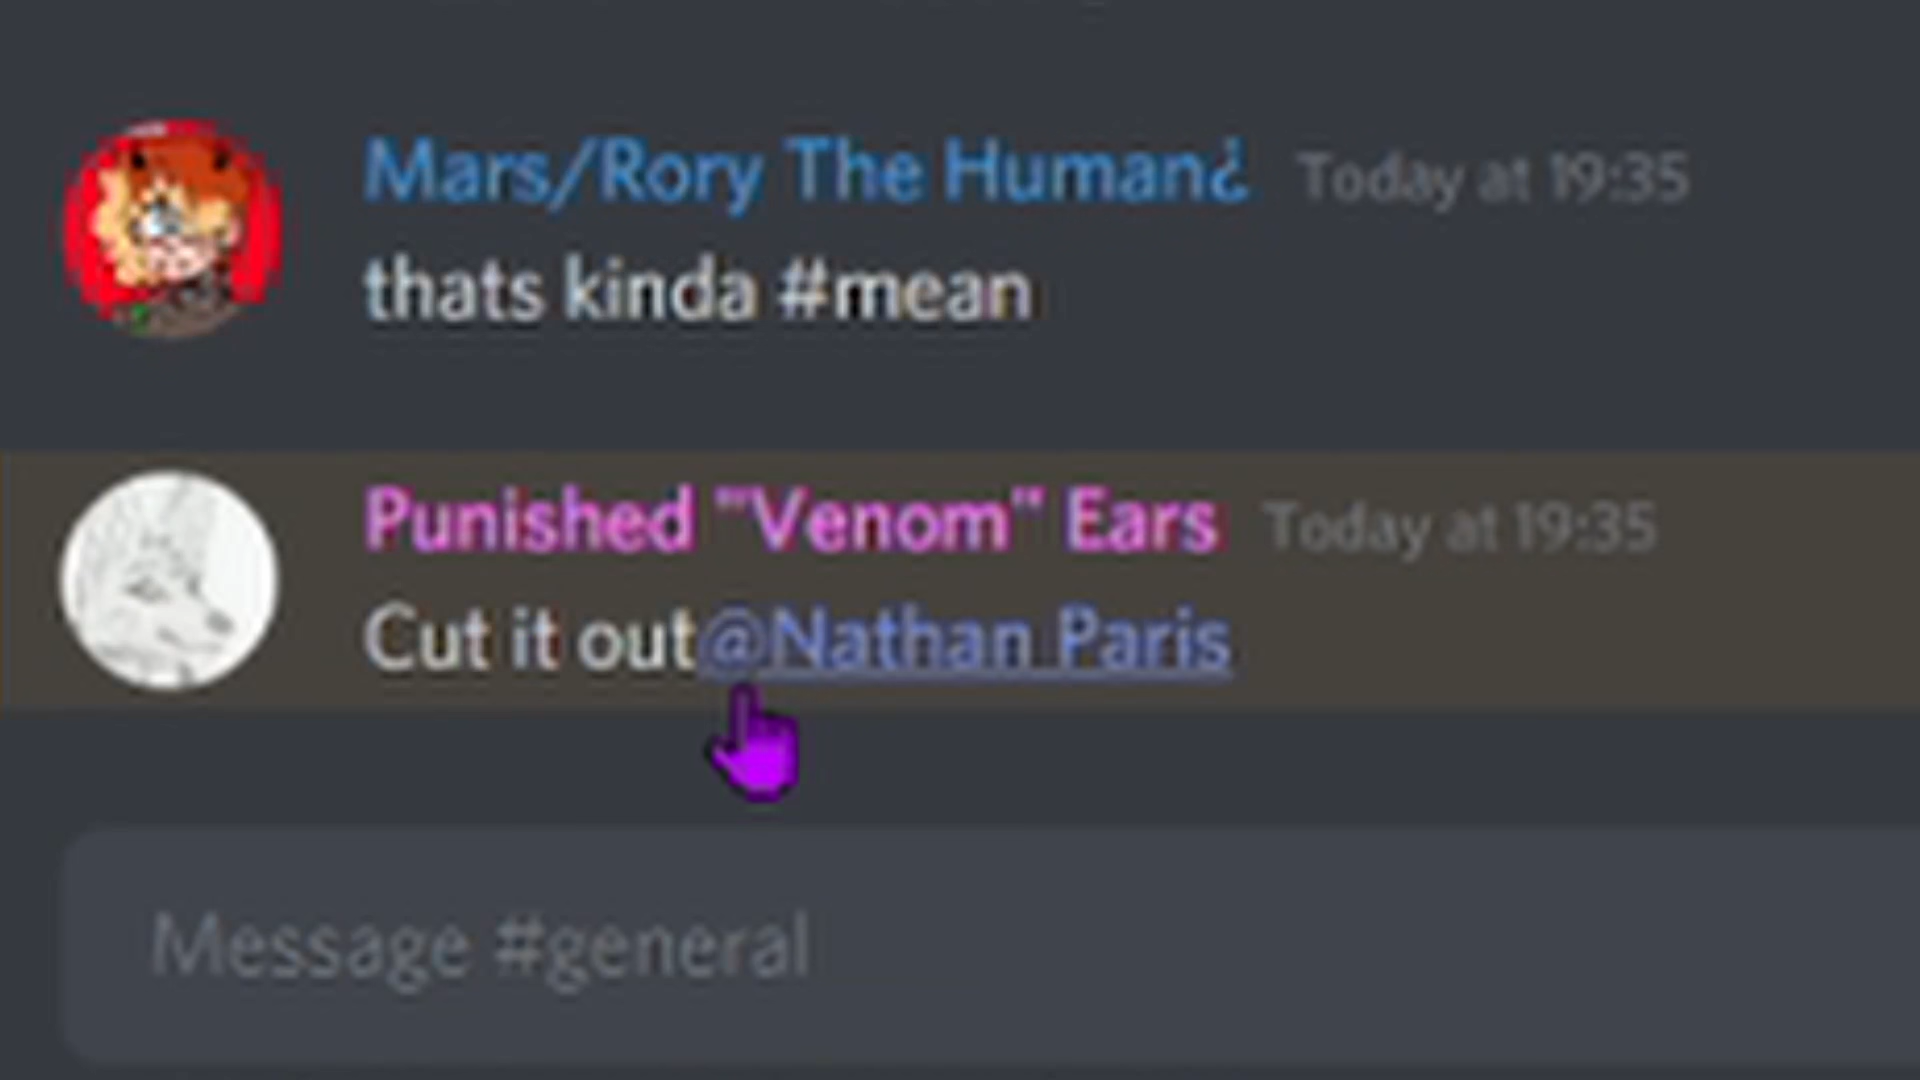 Mars/Rory The Human¿ Today at 19:35
thats kinda #mean
Punished "Venom" Ears Today at 19:35
Cut it out@Nathan Paris
Message #general